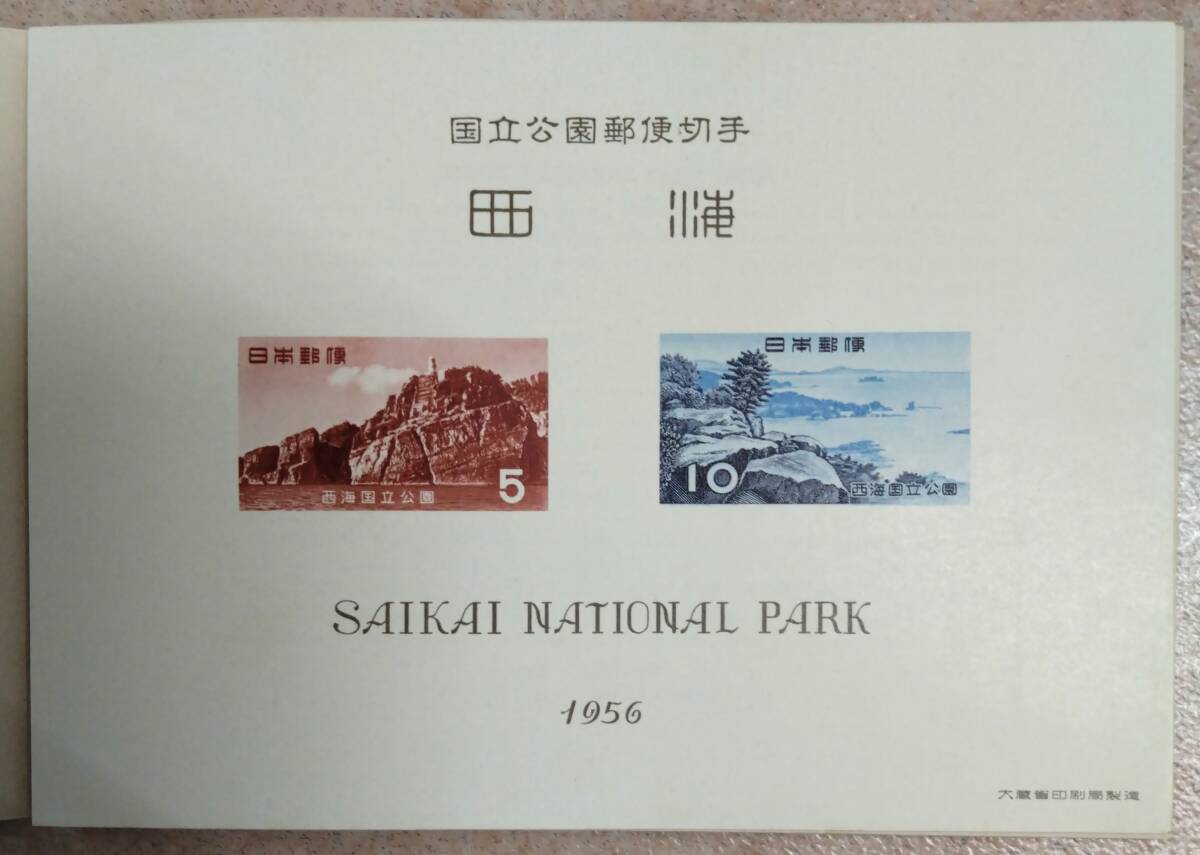 国立公園郵便切手
西海
日本郵便
西海国立公園
5
日本郵便
10
西海国立公園
SAIKAI NATIONAL PARK
1956
大蔵省印刷局製造